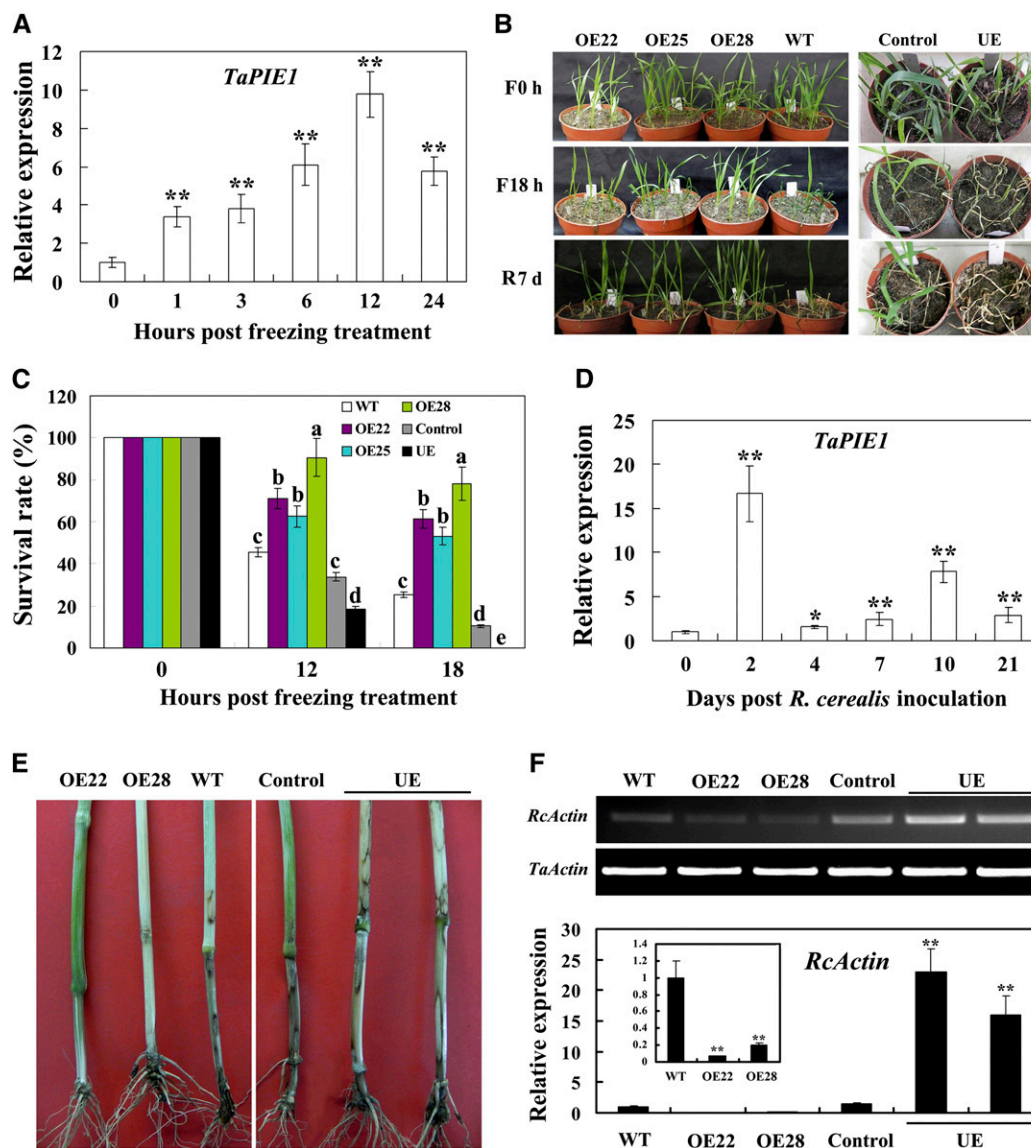 A
TaPIE1
Relative expression
12
10
8
6
4
2
0
**
**
**
**
**
0 1 3 6 12 24
Hours post freezing treatment
B
OE22 OE25 OE28 WT Control UE
F0 h
F18 h
R7 d
C
Survival rate (%)
120
100
80
60
40
20
0
WT OE28
OE22 Control
OE25 UE
c b b a c d
c b b a d e
0 12 18
Hours post freezing treatment
D
TaPIE1
Relative expression
25
20
15
10
5
0
**
*
**
**
**
0 2 4 7 10 21
Days post R. cerealis inoculation
E
OE22 OE28 WT Control UE
F
WT OE22 OE28 Control UE
RcActin
TaActin
RcActin
Relative expression
30
25
20
15
10
5
0
1.4
1.2
1
0.8
0.6
0.4
0.2
0
** **
WT OE22 OE28
**
**
WT OE22 OE28 Control UE